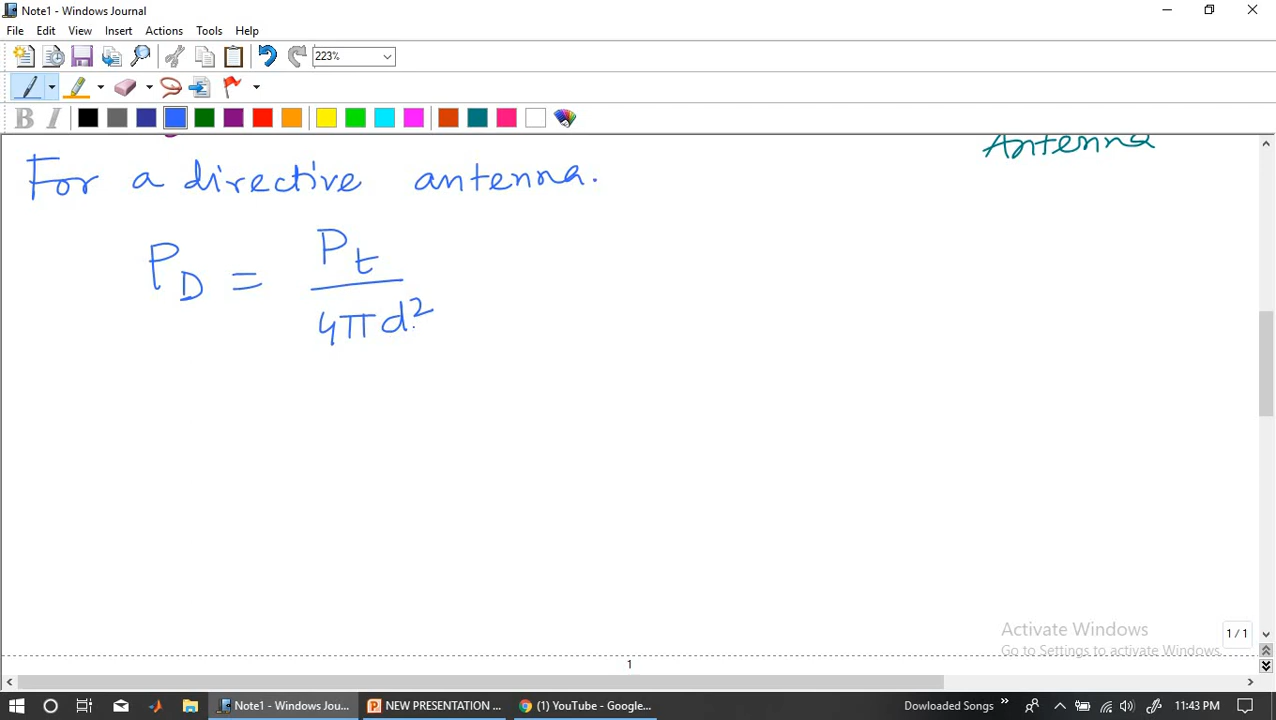 Note1 - Windows Journal
File Edit View Insert Actions Tools Help
223%
B I
Antenna
For a directive antenna.
P_D = P_t / 4πd²
Activate Windows
Go to Settings to activate Windows.
1 / 1
1
Note1 - Windows Jou... NEW PRESENTATION ... (1) YouTube - Google... Dowloaded Songs » 11:43 PM